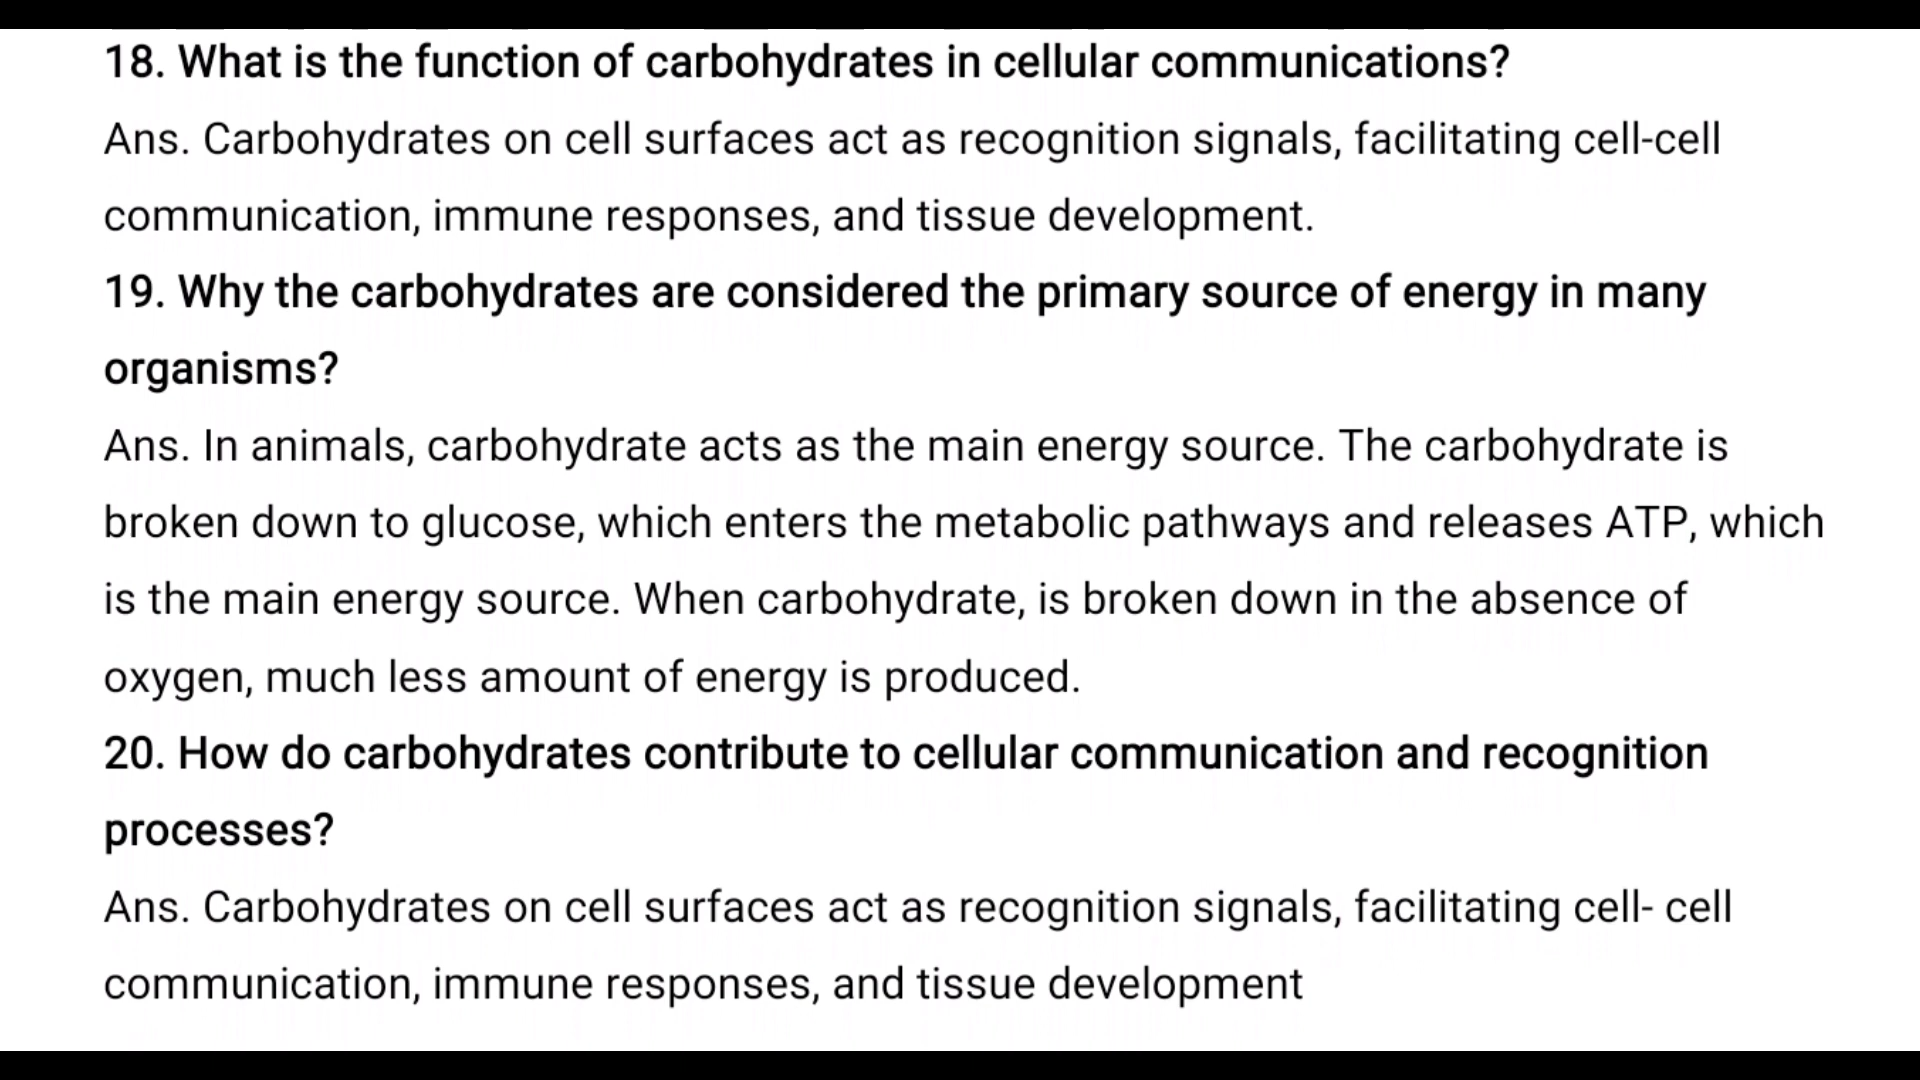 18. What is the function of carbohydrates in cellular communications?
Ans. Carbohydrates on cell surfaces act as recognition signals, facilitating cell-cell
communication, immune responses, and tissue development.
19. Why the carbohydrates are considered the primary source of energy in many
organisms?
Ans. In animals, carbohydrate acts as the main energy source. The carbohydrate is
broken down to glucose, which enters the metabolic pathways and releases ATP, which
is the main energy source. When carbohydrate, is broken down in the absence of
oxygen, much less amount of energy is produced.
20. How do carbohydrates contribute to cellular communication and recognition
processes?
Ans. Carbohydrates on cell surfaces act as recognition signals, facilitating cell- cell
communication, immune responses, and tissue development